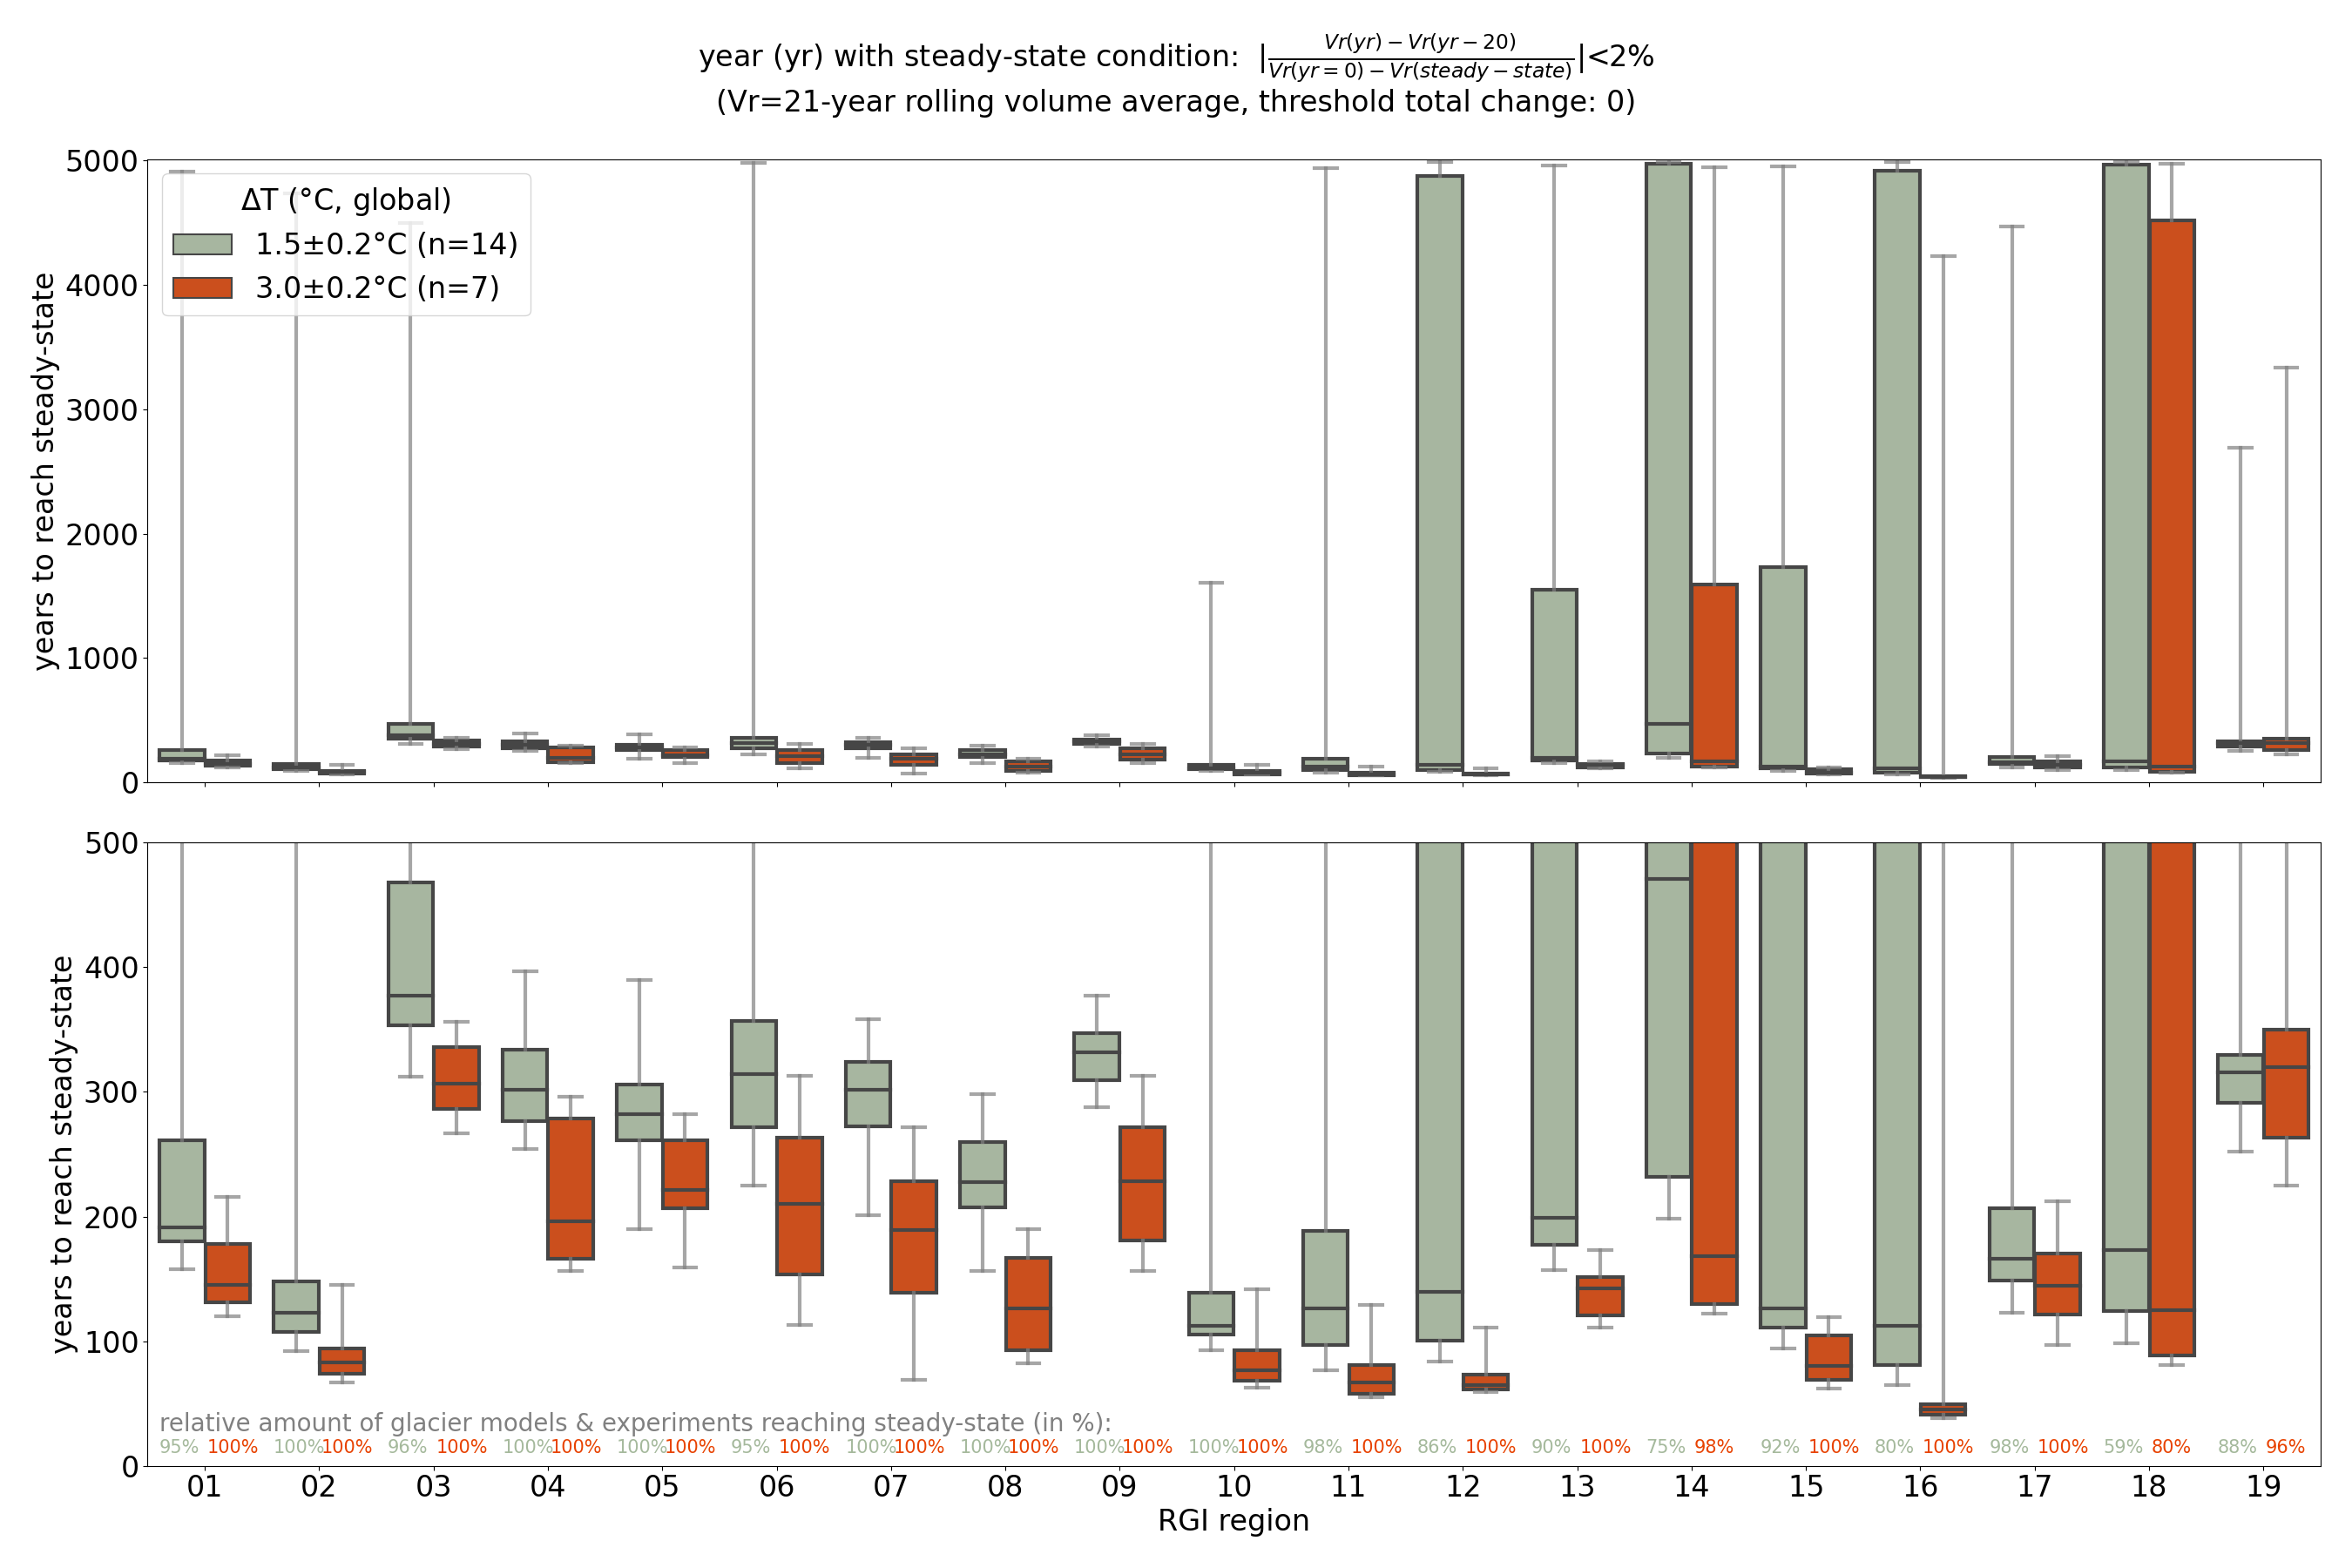 year (yr) with steady-state condition: |Vr(yr)−Vr(yr−20)/Vr(yr=0)−Vr(steady−state)|<2%
(Vr=21-year rolling volume average, threshold total change: 0)
5000
4000
3000
2000
1000
0
years to reach steady-state
ΔT (°C, global)
1.5±0.2°C (n=14)
3.0±0.2°C (n=7)
500
400
300
200
100
0
years to reach steady-state
relative amount of glacier models & experiments reaching steady-state (in %):
95% 100% 100% 100% 96% 100% 100% 100% 100% 100% 95% 100% 100% 100% 100% 100% 100% 100% 100% 100% 98% 100% 86% 100% 90% 100% 75% 98% 92% 100% 80% 100% 98% 100% 59% 80% 88% 96%
01 02 03 04 05 06 07 08 09 10 11 12 13 14 15 16 17 18 19
RGI region